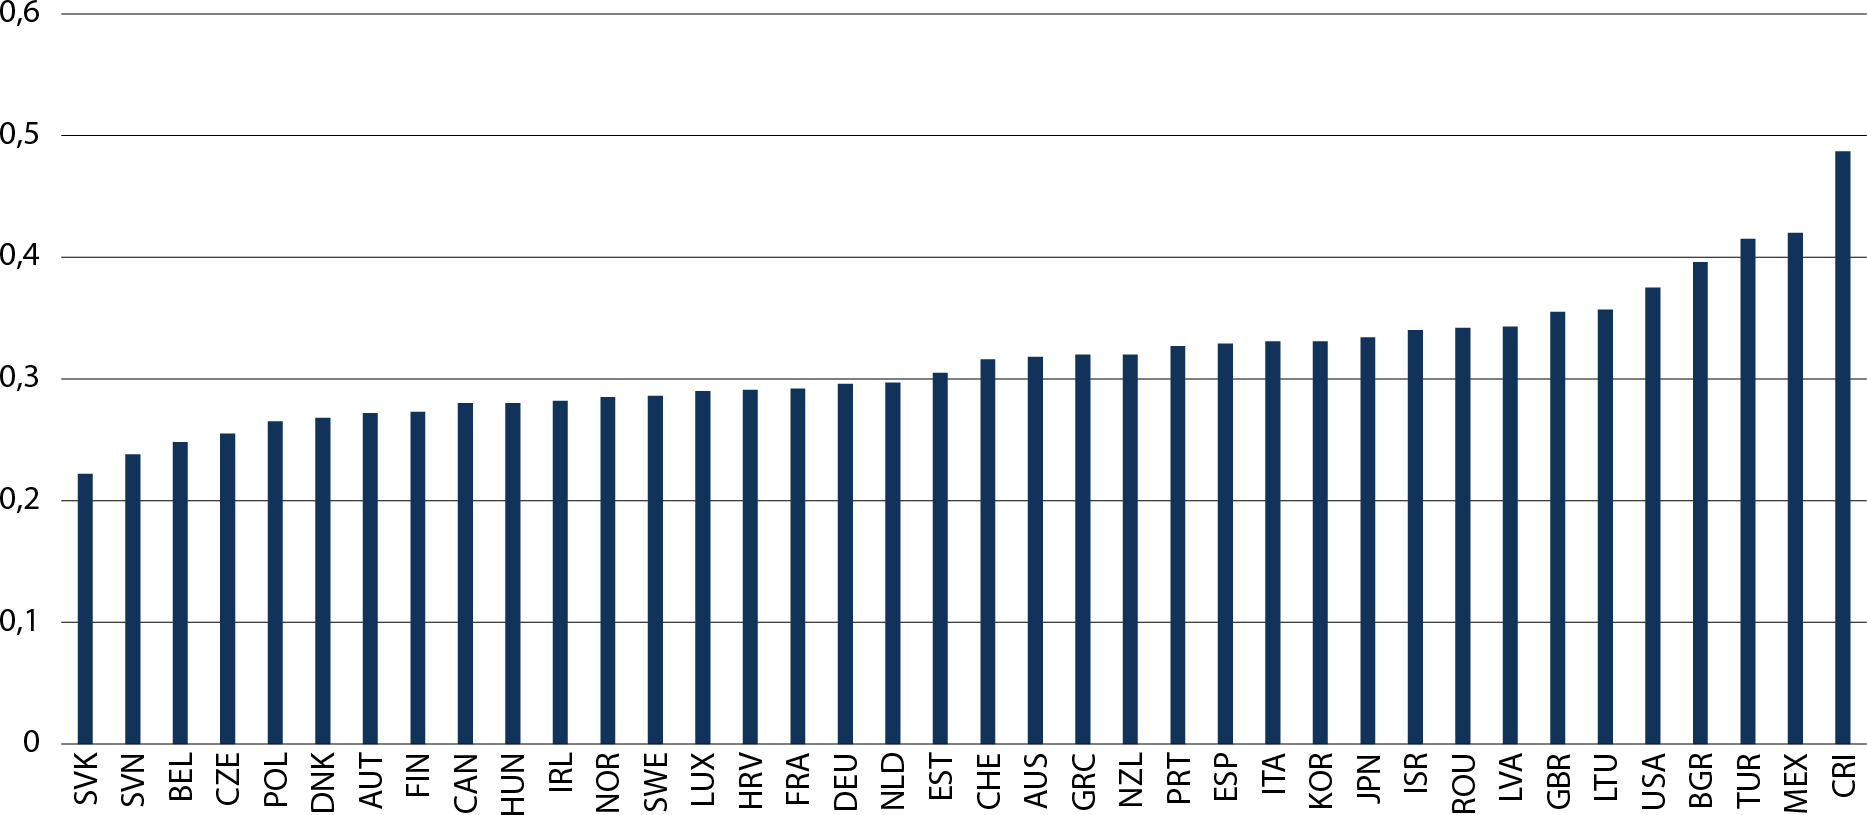 0,6
0,5
0,4
0,3
0,2
0,1
0
SVK
SVN
BEL
CZE
POL
DNK
AUT
FIN
CAN
HUN
IRL
NOR
SWE
LUX
HRV
FRA
DEU
NLD
EST
CHE
AUS
GRC
NZL
PRT
ESP
ITA
KOR
JPN
ISR
ROU
LVA
GBR
LTU
USA
BGR
TUR
MEX
CRI